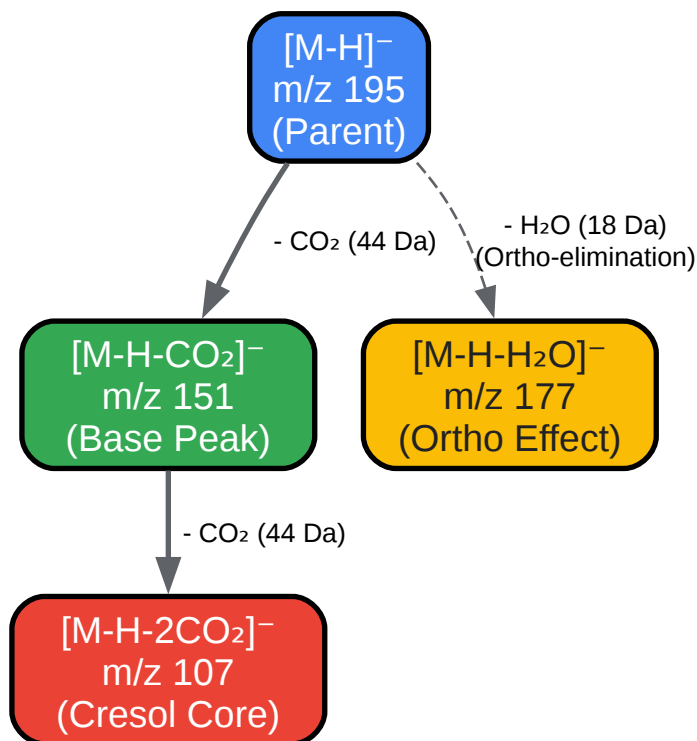 [M-H]⁻
m/z 195
(Parent)
- CO₂ (44 Da)
- H₂O (18 Da)
(Ortho-elimination)
[M-H-CO₂]⁻
m/z 151
(Base Peak)
[M-H-H₂O]⁻
m/z 177
(Ortho Effect)
- CO₂ (44 Da)
[M-H-2CO₂]⁻
m/z 107
(Cresol Core)